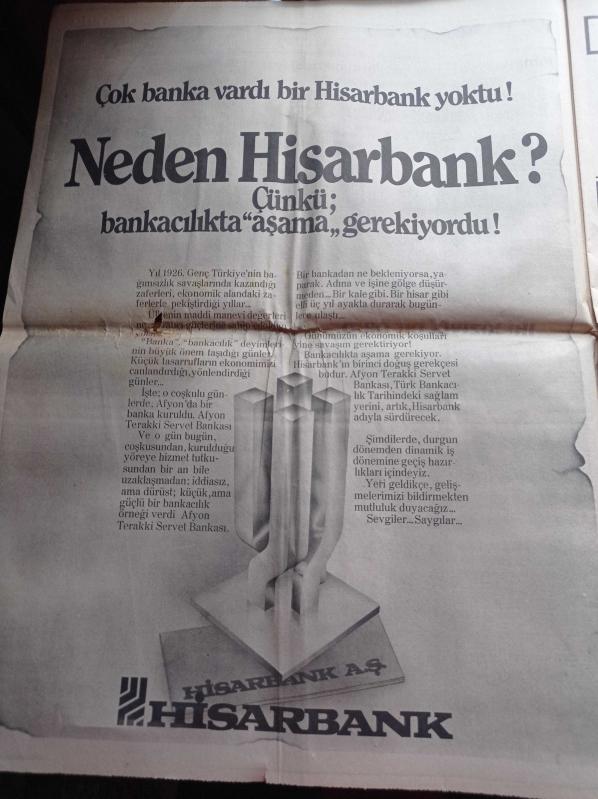 Çok banka vardı bir Hisarbank yoktu!
Neden Hisarbank?
Çünkü;
bankacılıkta “aşama„ gerekiyordu!
Yıl 1926. Genç Türkiye'nin ba-
ğımsızlık savaşlarında kazandığı
zaferleri, ekonomik alandaki za-
ferlerle, pekiştirdiği yıllar...
Ülkenin maddi manevi değerleri
"Banka", "bankacılık" deyimleri-
nin büyük önem taşıdığı günler.
Küçük tasarrufların ekonomimizi
canlandırdığı, yönlendirdiği
günler...
İşte; o coşkulu gün-
lerde, Afyon'da bir
banka kuruldu. Afyon
Terakki Servet Bankası
Ve o gün bugün,
coşkusundan, kurulduğu
yöreye hizmet tutku-
sundan bir an bile
uzaklaşmadan; iddiasız,
ama dürüst; küçük, ama
güçlü bir bankacılık
örneği verdi Afyon
Terakki Servet Bankası.
Bir bankadan ne bekleniyorsa, ya-
parak. Adına ve işine gölge düşür-
meden... Bir kale gibi. Bir hisar gibi
elli üç yıl ayakta durarak bugün-
lere ulaştı...
Günümüzün ekonomik koşulları
yine savaşım gerektiriyor!
Bankacılıkta aşama gerekiyor.
Hisarbank'ın birinci doğuş gerekçesi
budur. Afyon Terakki Servet
Bankası, Türk Bankacı-
lık Tarihindeki sağlam
yerini, artık, Hisarbank
adıyla sürdürecek.
Şimdilerde, durgun
dönemden dinamik iş
dönemine geçiş hazır-
lıkları içindeyiz.
Yeri geldikçe, geliş-
melerimizi bildirmekten
mutluluk duyacağız...
Sevgiler... Saygılar...
HİSARBANK A.Ş.
HİSARBANK